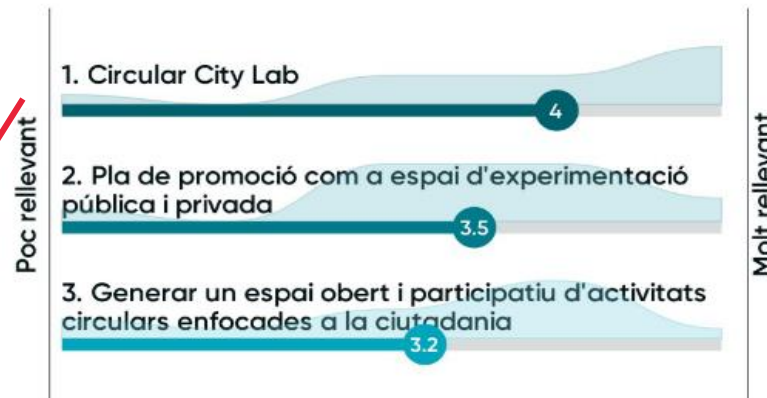 1. Circular City Lab
4
2. Pla de promoció com a espai d'experimentació
pública i privada
3.5
3. Generar un espai obert i participatiu d'activitats
circulars enfocades a la ciutadania
3.2
Poc rellevant
Molt rellevant